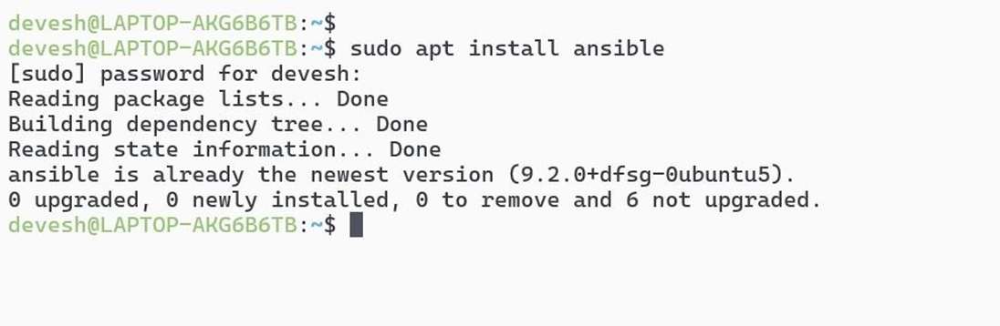 devesh@LAPTOP-AKG6B6TB:~$
devesh@LAPTOP-AKG6B6TB:~$ sudo apt install ansible
[sudo] password for devesh:
Reading package lists... Done
Building dependency tree... Done
Reading state information... Done
ansible is already the newest version (9.2.0+dfsg-0ubuntu5).
0 upgraded, 0 newly installed, 0 to remove and 6 not upgraded.
devesh@LAPTOP-AKG6B6TB:~$